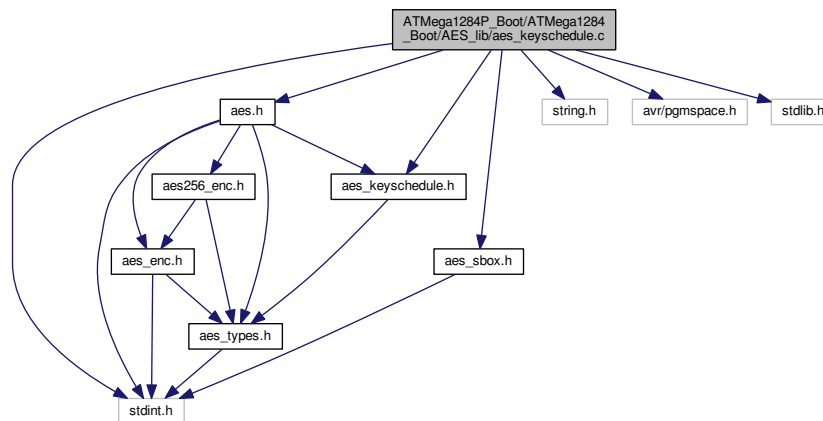 ATMega1284P_Boot/ATMega1284
_Boot/AES_lib/aes_keyschedule.c
aes.h
string.h
avr/pgmspace.h
stdlib.h
aes256_enc.h
aes_keyschedule.h
aes_enc.h
aes_sbox.h
aes_types.h
stdint.h